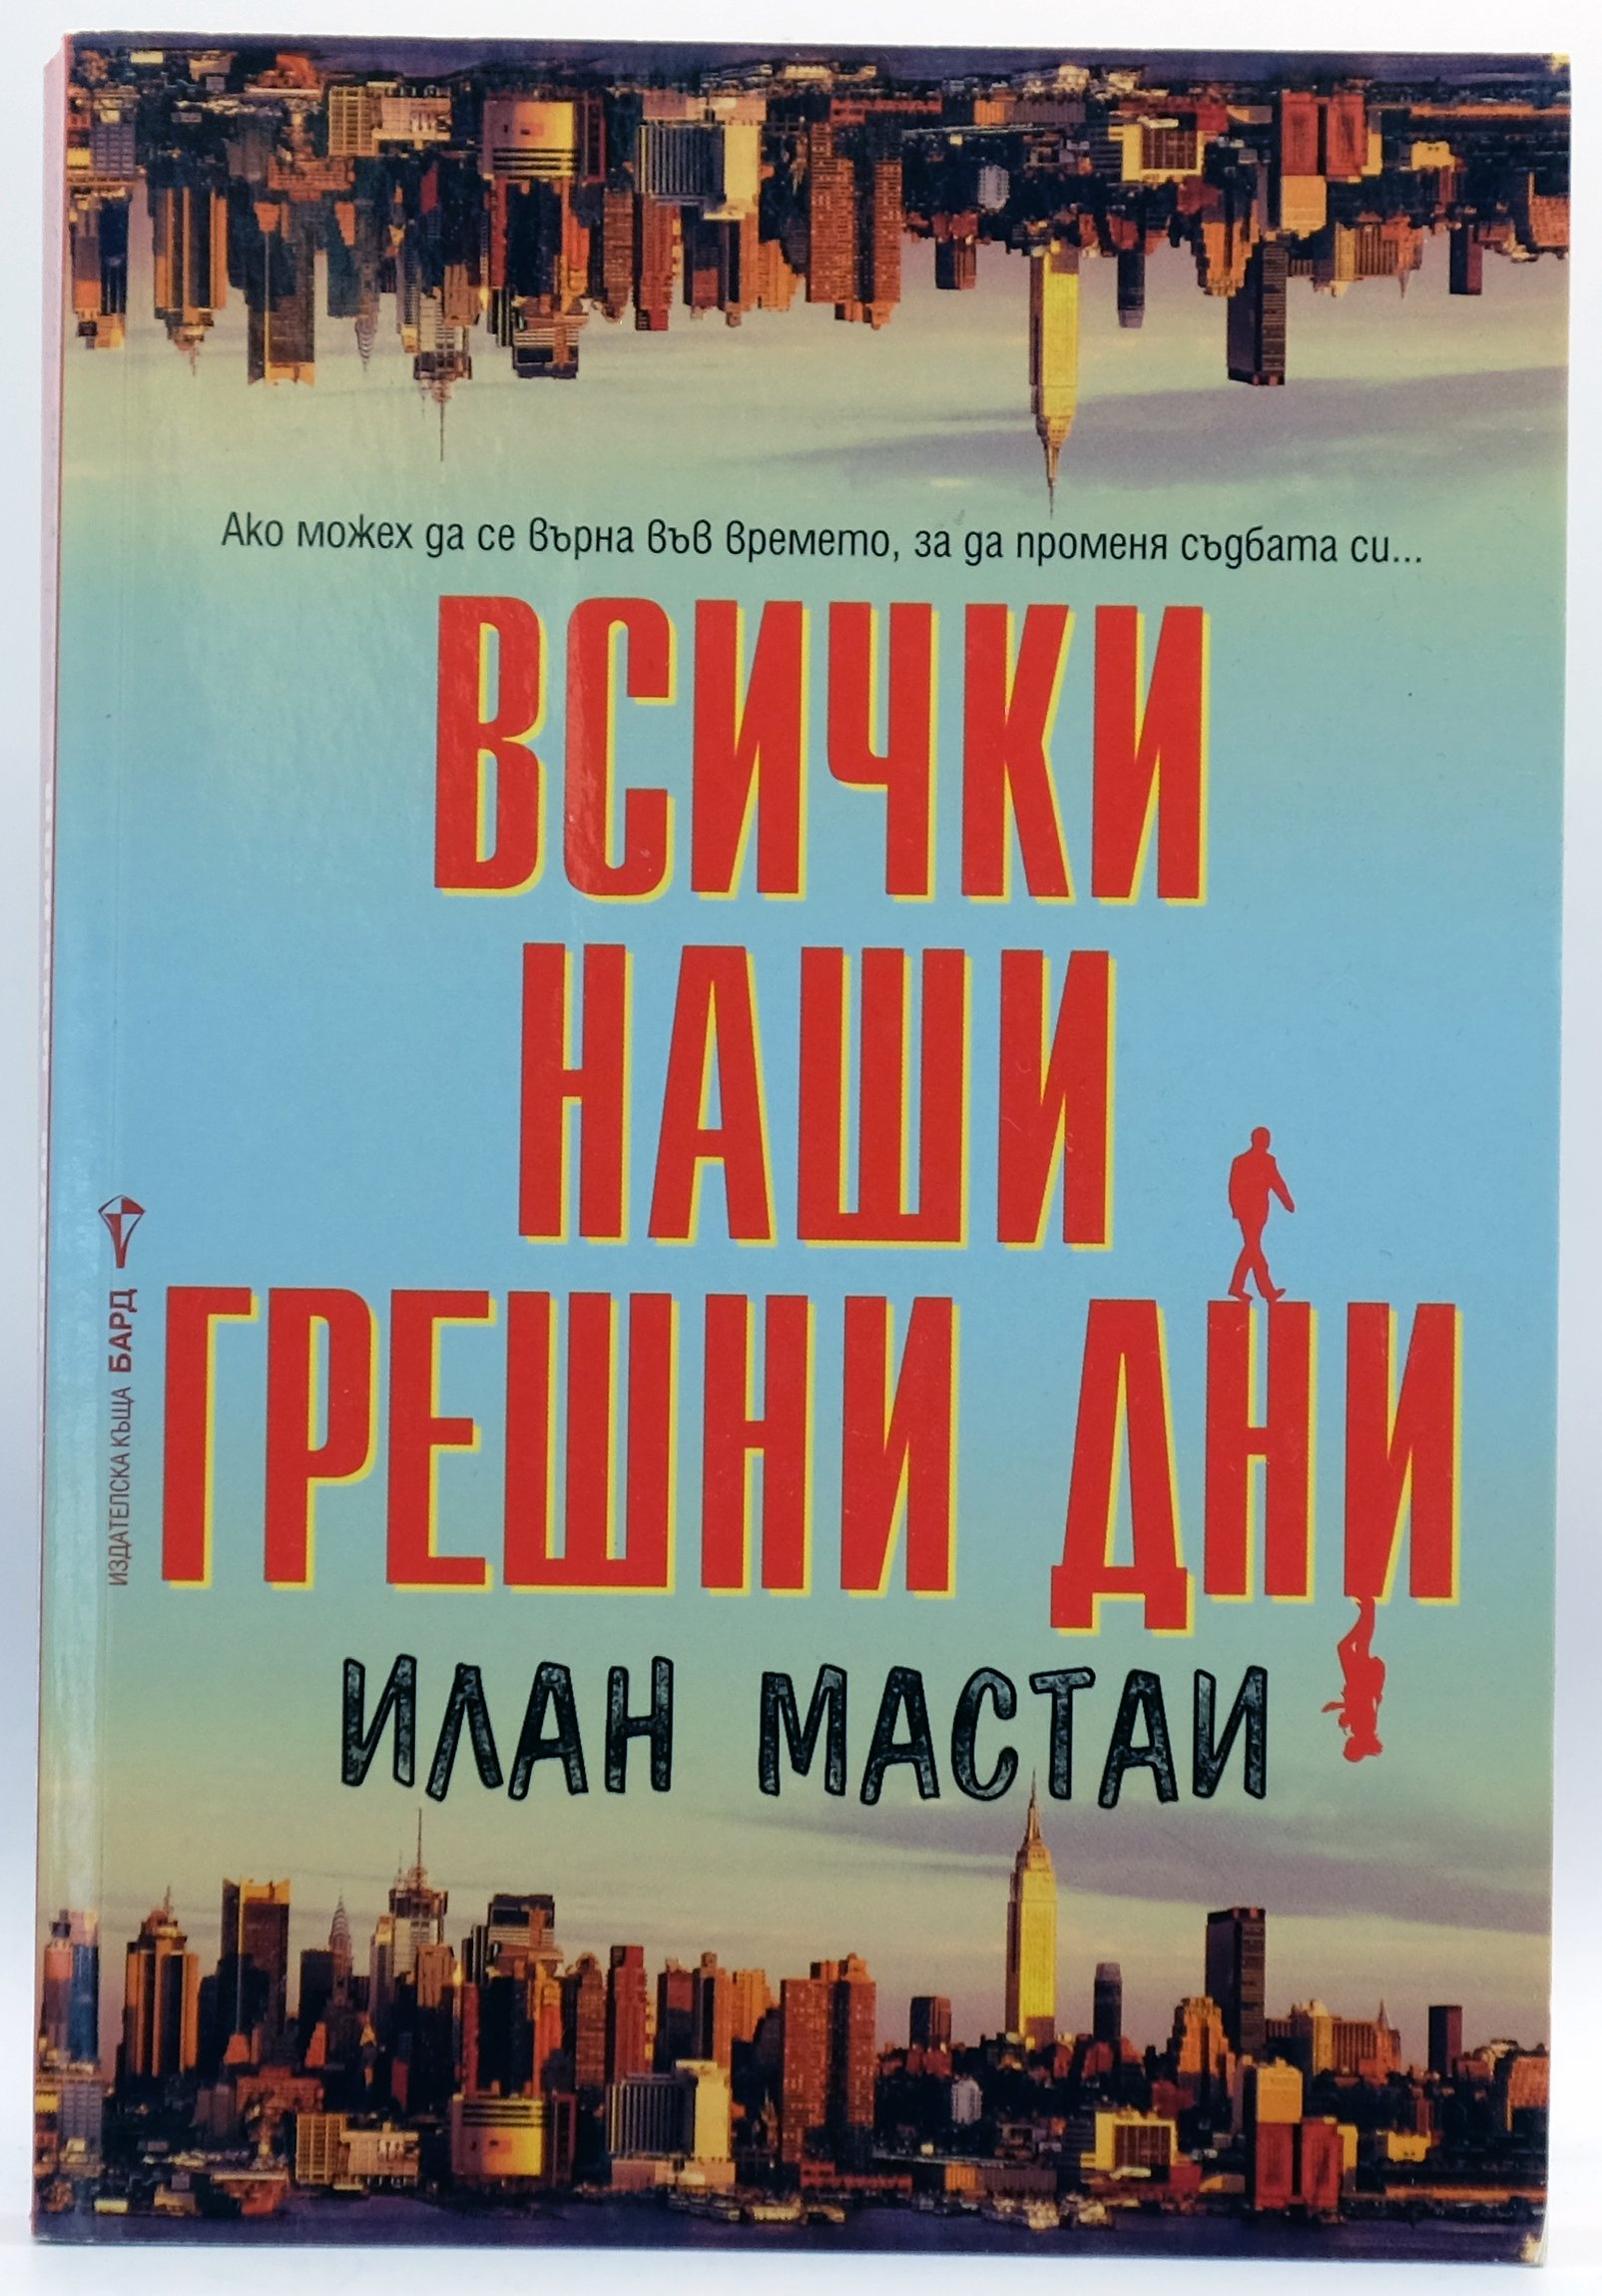 Ако можех да се върна във времето, за да променя съдбата си...
ВСИЧКИ
НАШИ
ГРЕШНИ ДНИ
ИЛАН МАСТАИ
ИЗДАТЕЛСКА КЪЩА БАРД